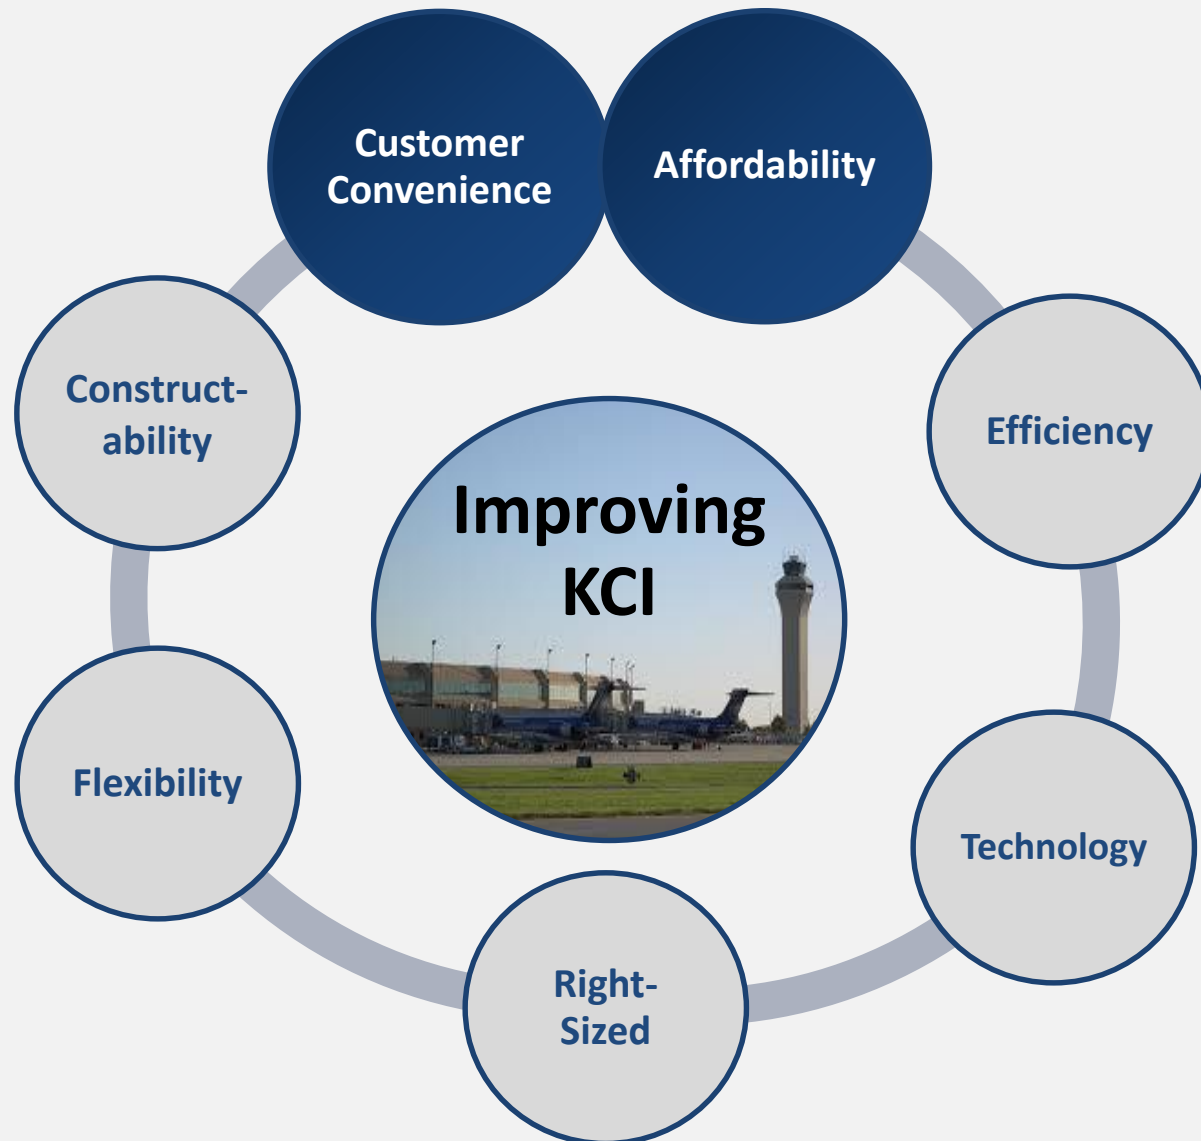 Customer
Convenience
Affordability
Construct-
ability
Efficiency
Improving
KCI
Flexibility
Technology
Right-
Sized